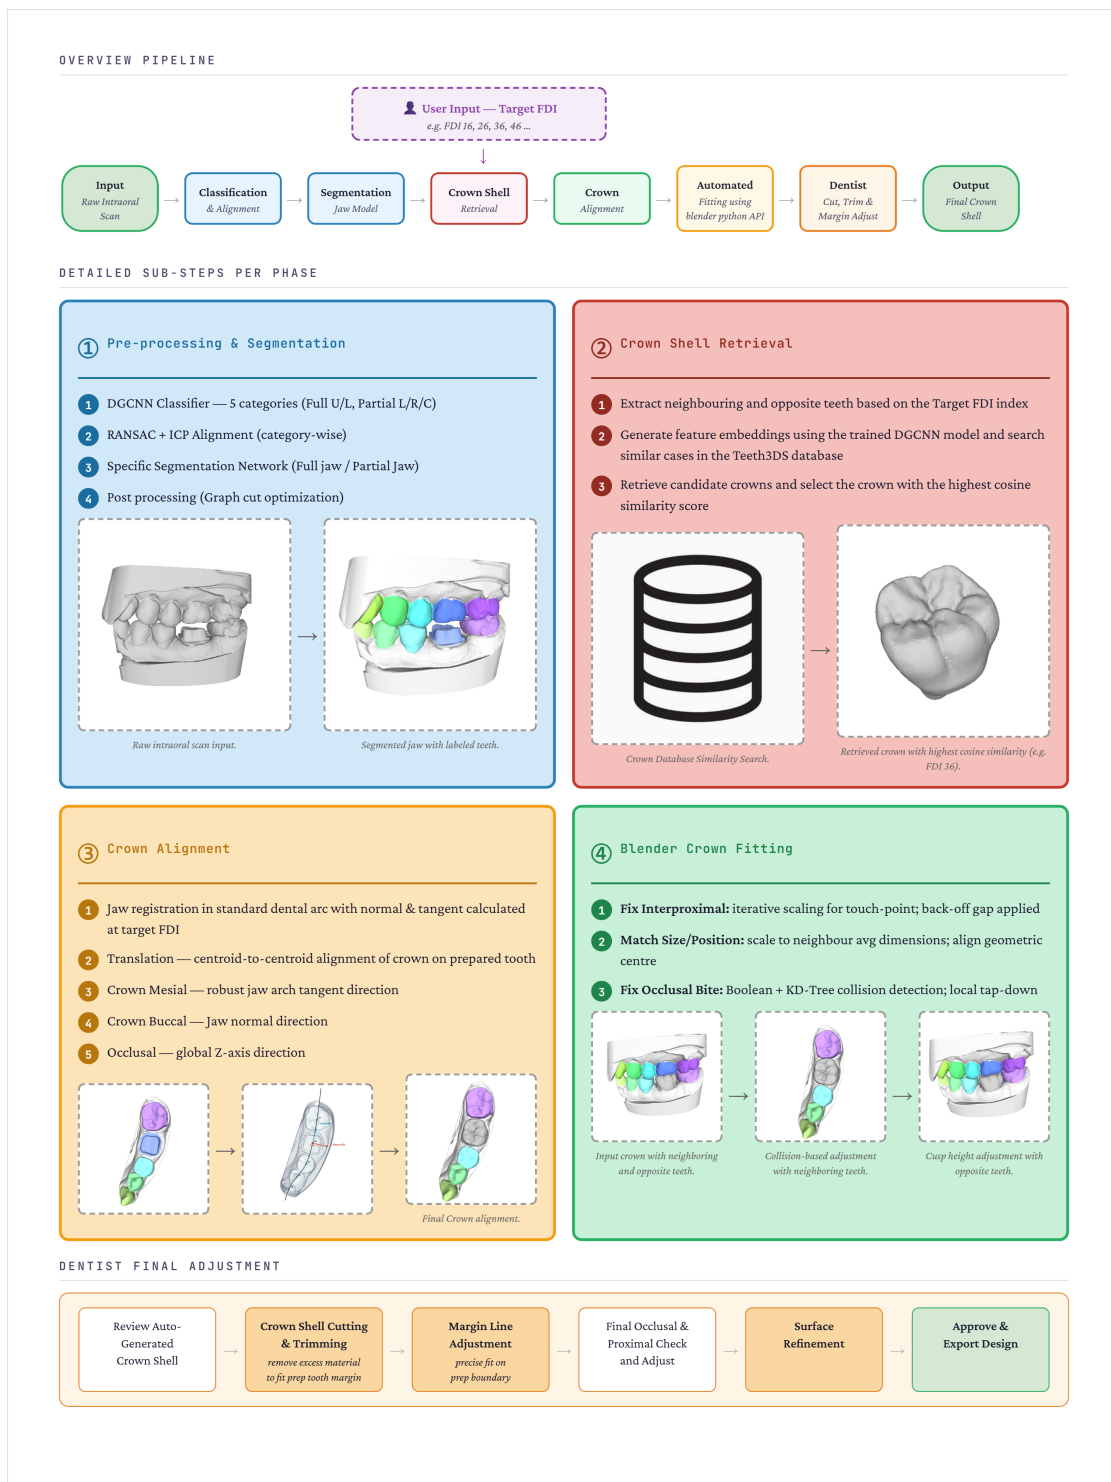 OVERVIEW PIPELINE
User Input — Target FDI
e.g. FDI 16, 26, 36, 46 ...
Input
Raw Intraoral
Scan
Classification
& Alignment
Segmentation
Jaw Model
Crown Shell
Retrieval
Crown
Alignment
Automated
Fitting using
blender python API
Dentist
Cut, Trim &
Margin Adjust
Output
Final Crown
Shell
DETAILED SUB-STEPS PER PHASE
① Pre-processing & Segmentation
1 DGCNN Classifier — 5 categories (Full U/L, Partial L/R/C)
2 RANSAC + ICP Alignment (category-wise)
3 Specific Segmentation Network (Full jaw / Partial Jaw)
4 Post processing (Graph cut optimization)
Raw intraoral scan input.
Segmented jaw with labeled teeth.
② Crown Shell Retrieval
1 Extract neighbouring and opposite teeth based on the Target FDI index
2 Generate feature embeddings using the trained DGCNN model and search
similar cases in the Teeth3DS database
3 Retrieve candidate crowns and select the crown with the highest cosine
similarity score
Crown Database Similarity Search.
Retrieved crown with highest cosine similarity (e.g.
FDI 36).
③ Crown Alignment
1 Jaw registration in standard dental arc with normal & tangent calculated
at target FDI
2 Translation — centroid-to-centroid alignment of crown on prepared tooth
3 Crown Mesial — robust jaw arch tangent direction
4 Crown Buccal — Jaw normal direction
5 Occlusal — global Z-axis direction
Final Crown alignment.
④ Blender Crown Fitting
1 Fix Interproximal: iterative scaling for touch-point; back-off gap applied
2 Match Size/Position: scale to neighbour avg dimensions; align geometric
centre
3 Fix Occlusal Bite: Boolean + KD-Tree collision detection; local tap-down
Input crown with neighboring
and opposite teeth.
Collision-based adjustment
with neighboring teeth.
Cusp height adjustment with
opposite teeth.
DENTIST FINAL ADJUSTMENT
Review Auto-
Generated
Crown Shell
Crown Shell Cutting
& Trimming
remove excess material
to fit prep tooth margin
Margin Line
Adjustment
precise fit on
prep boundary
Final Occlusal &
Proximal Check
and Adjust
Surface
Refinement
Approve &
Export Design